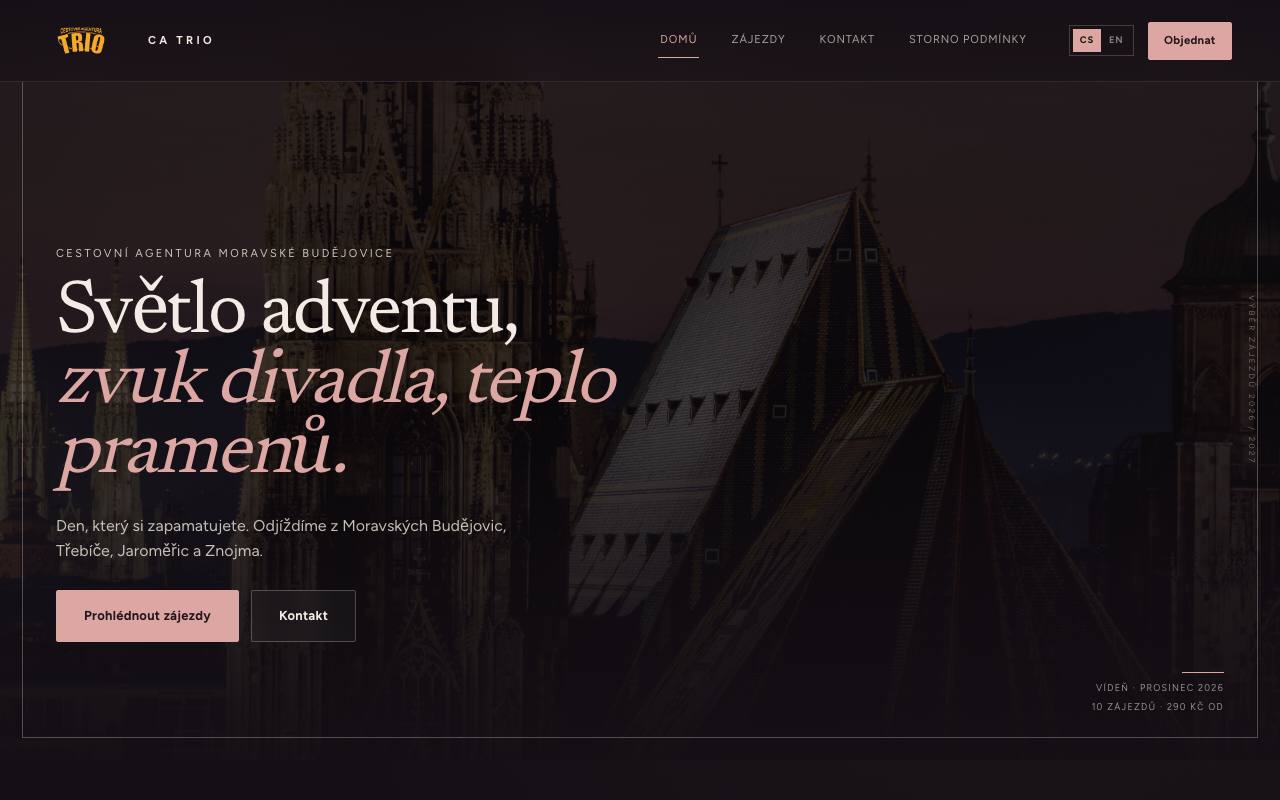 CESTOVNÍ AGENTURA
TRIO
CA TRIO
DOMŮ
ZÁJEZDY
KONTAKT
STORNO PODMÍNKY
CS
EN
Objednat
CESTOVNÍ AGENTURA MORAVSKÉ BUDĚJOVICE
Světlo adventu,
zvuk divadla, teplo
pramenů.
Den, který si zapamatujete. Odjíždíme z Moravských Budějovic,
Třebíče, Jaroměřic a Znojma.
Prohlédnout zájezdy
Kontakt
VÝBĚR ZÁJEZDŮ 2026 / 2027
VÍDEŇ · PROSINEC 2026
10 ZÁJEZDŮ · 290 KČ OD